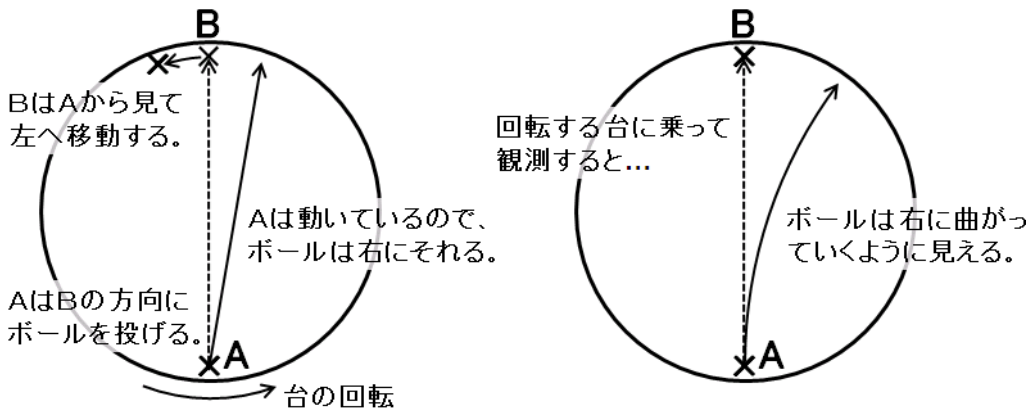 B
BはAから見て
左へ移動する。
Aは動いているので、
ボールは右にそれる。
AはBの方向に
ボールを投げる。
A
台の回転
B
回転する台に乗って
観測すると…
ボールは右に曲がっ
ていくように見える。
A